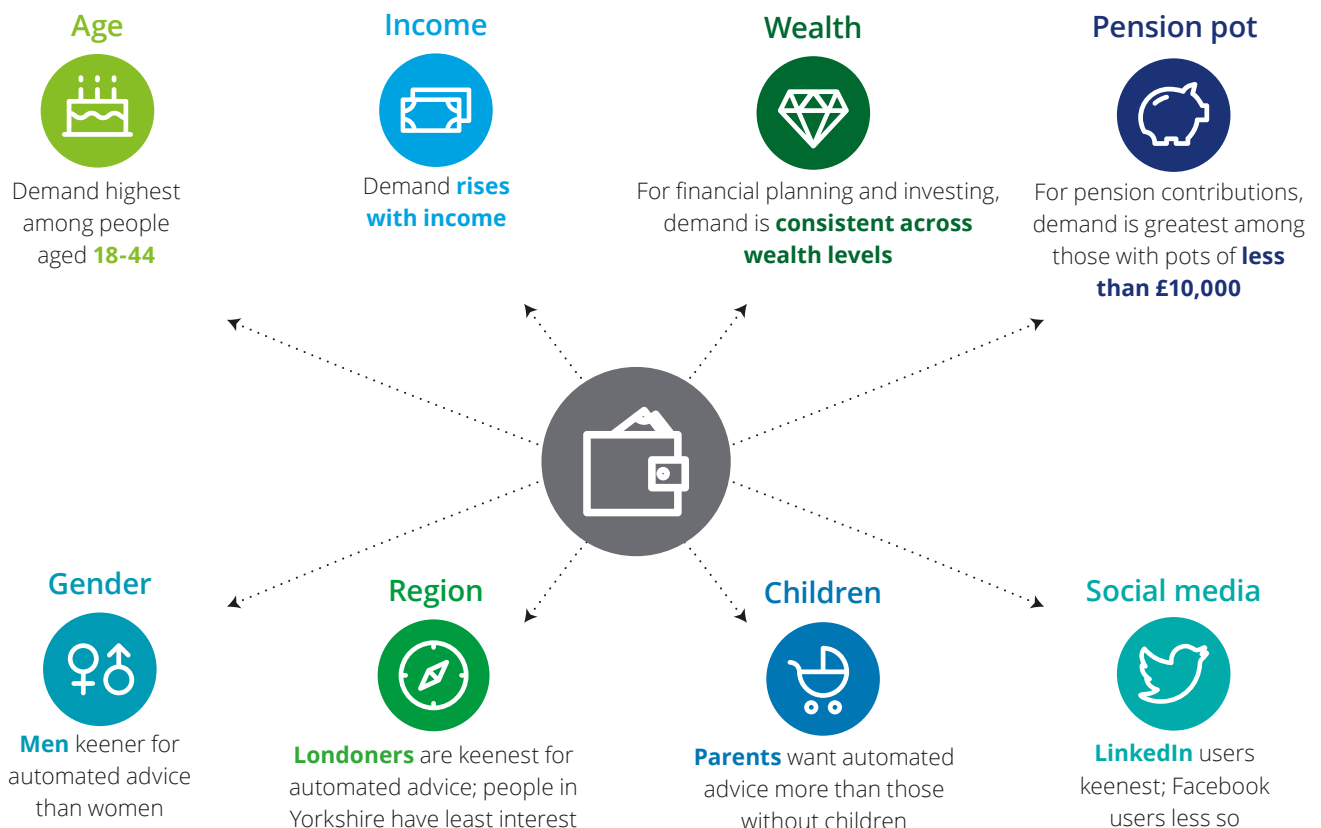 Age
Demand highest
among people
aged 18-44
Income
Demand rises
with income
Wealth
For financial planning and investing,
demand is consistent across
wealth levels
Pension pot
For pension contributions,
demand is greatest among
those with pots of less
than £10,000
Gender
Men keener for
automated advice
than women
Region
Londoners are keenest for
automated advice; people in
Yorkshire have least interest
Children
Parents want automated
advice more than those
without children
Social media
LinkedIn users
keenest; Facebook
users less so